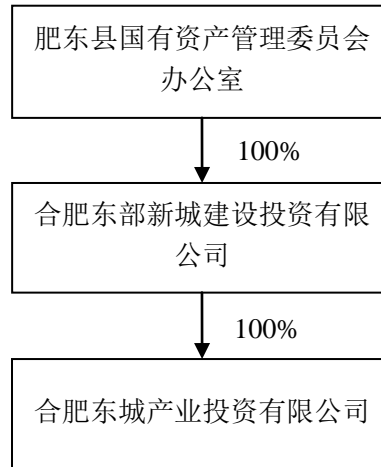 肥东县国有资产管理委员会
办公室
100%
合肥东部新城建设投资有限
公司
100%
合肥东城产业投资有限公司